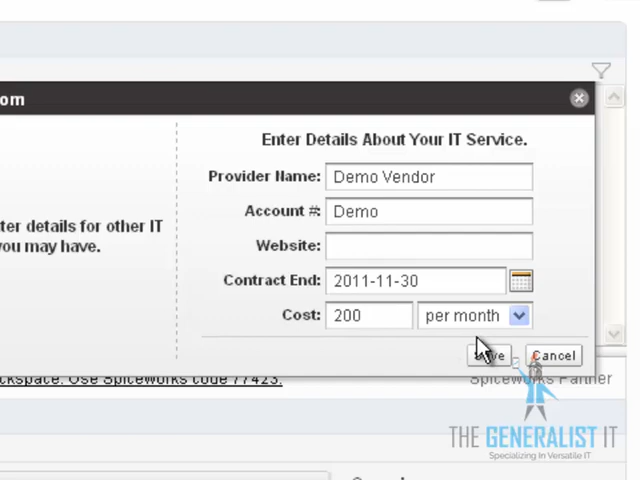 om
Enter Details About Your IT Service.
Provider Name: Demo Vendor
ter details for other IT
you may have.
Account #: Demo
Website:
Contract End: 2011-11-30
Cost: 200 per month
Cancel
ckspace. Use Spiceworks code 77423.
Spiceworks Partner
THE GENERALIST IT
Specializing In Versatile IT